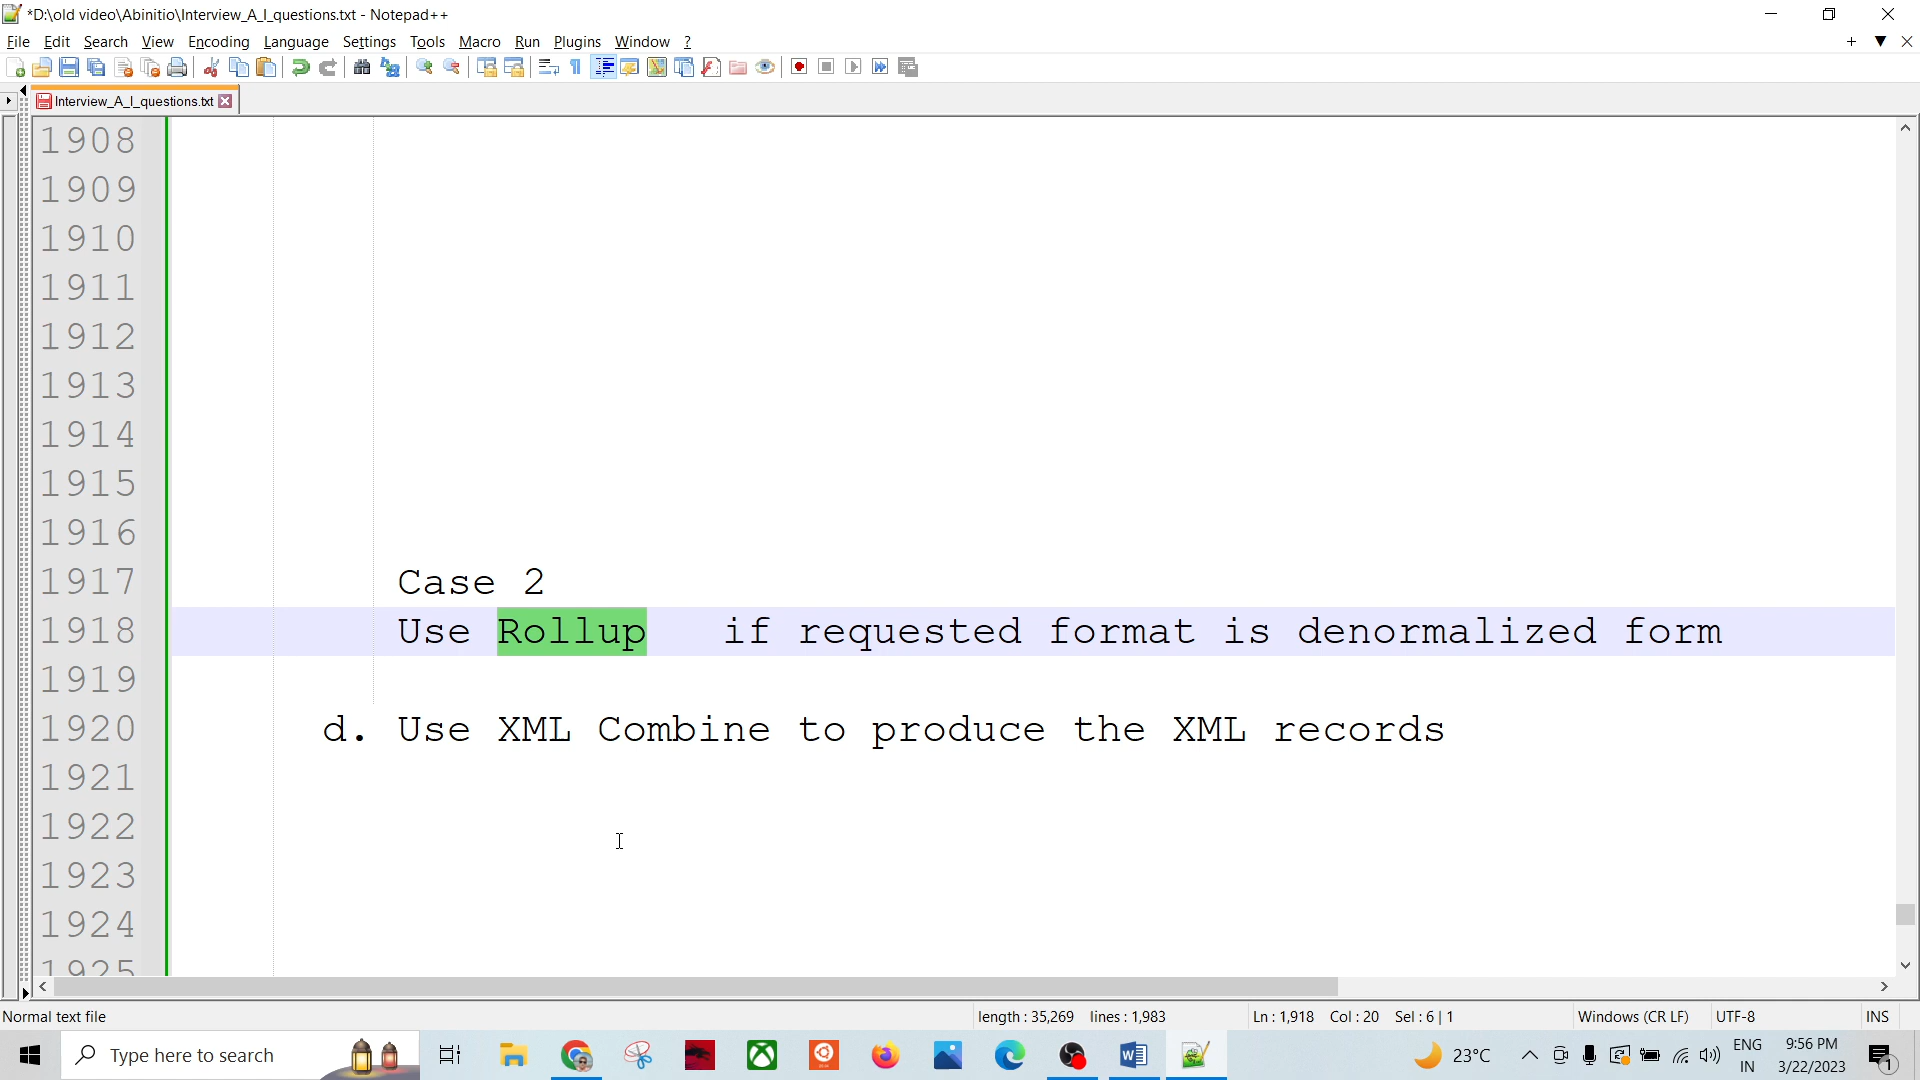 *D:\old video\Abinitio\Interview_A_I_questions.txt - Notepad++
File Edit Search View Encoding Language Settings Tools Macro Run Plugins Window ?
Interview_A_I_questions.txt
1908
1909
1910
1911
1912
1913
1914
1915
1916
1917 Case 2
1918 Use Rollup if requested format is denormalized form
1919
1920 d. Use XML Combine to produce the XML records
1921
1922
1923
1924
1925
Normal text file length : 35,269 lines : 1,983 Ln : 1,918 Col : 20 Sel : 6 | 1 Windows (CR LF) UTF-8 INS
Type here to search 23°C ENG 9:56 PM
IN 3/22/2023 1